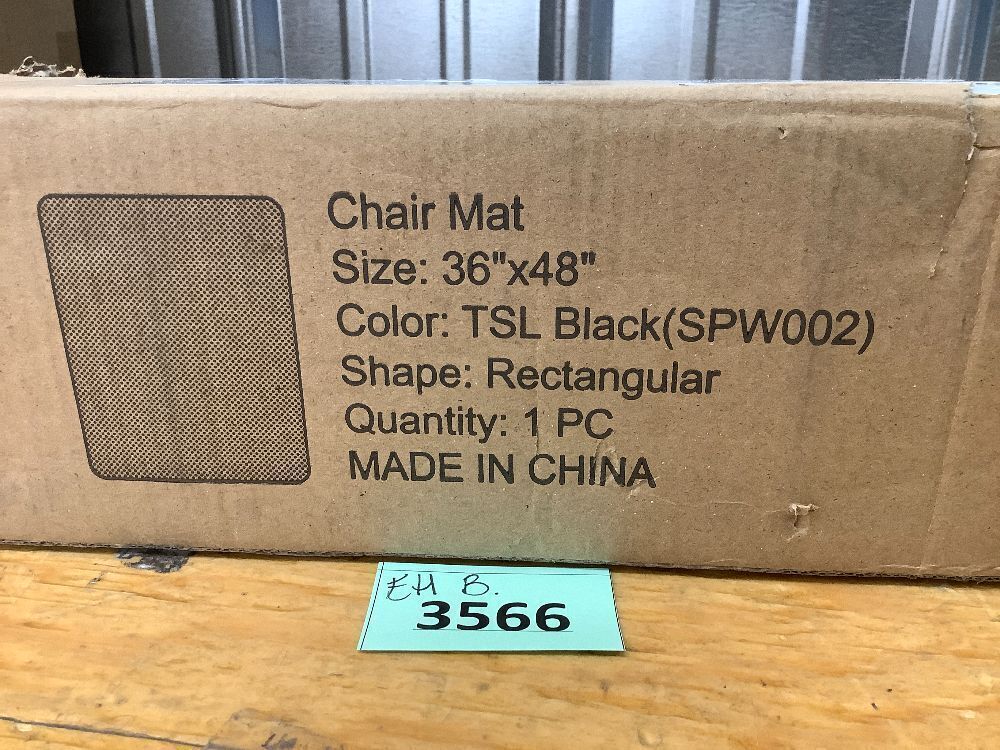 Chair Mat
Size: 36"x48"
Color: TSL Black(SPW002)
Shape: Rectangular
Quantity: 1 PC
MADE IN CHINA
EH B.
3566